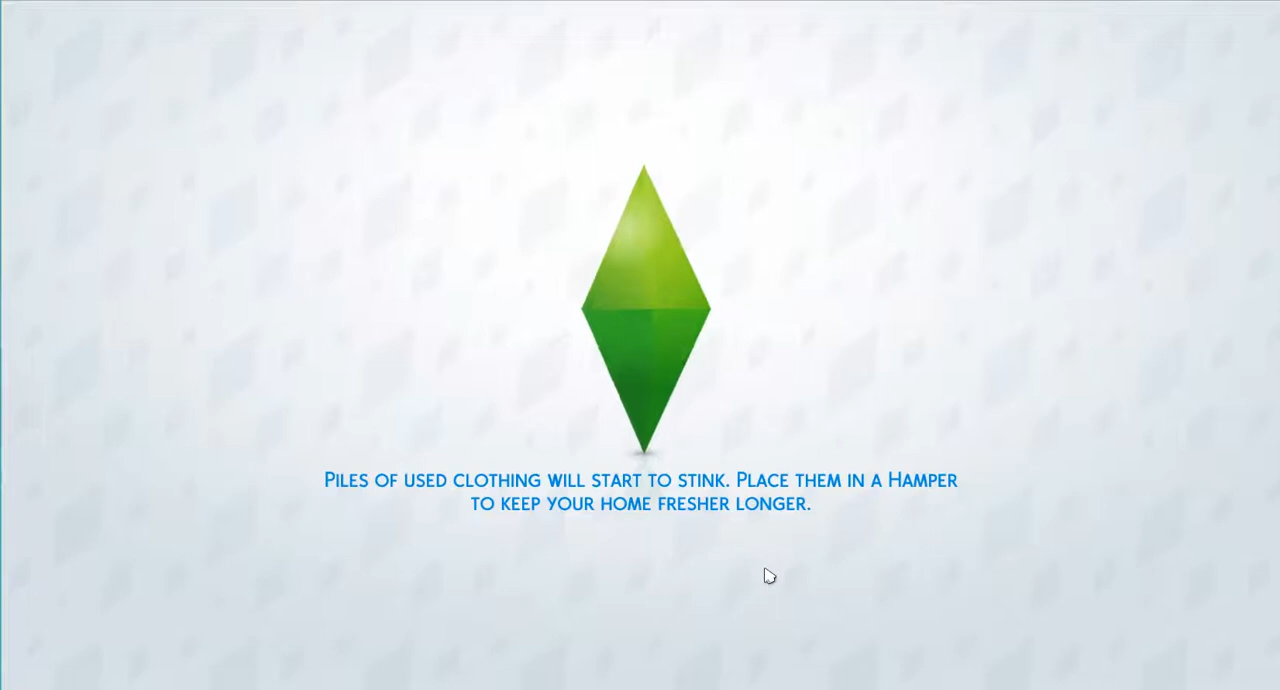 Piles of used clothing will start to stink. Place them in a Hamper
to keep your home fresher longer.